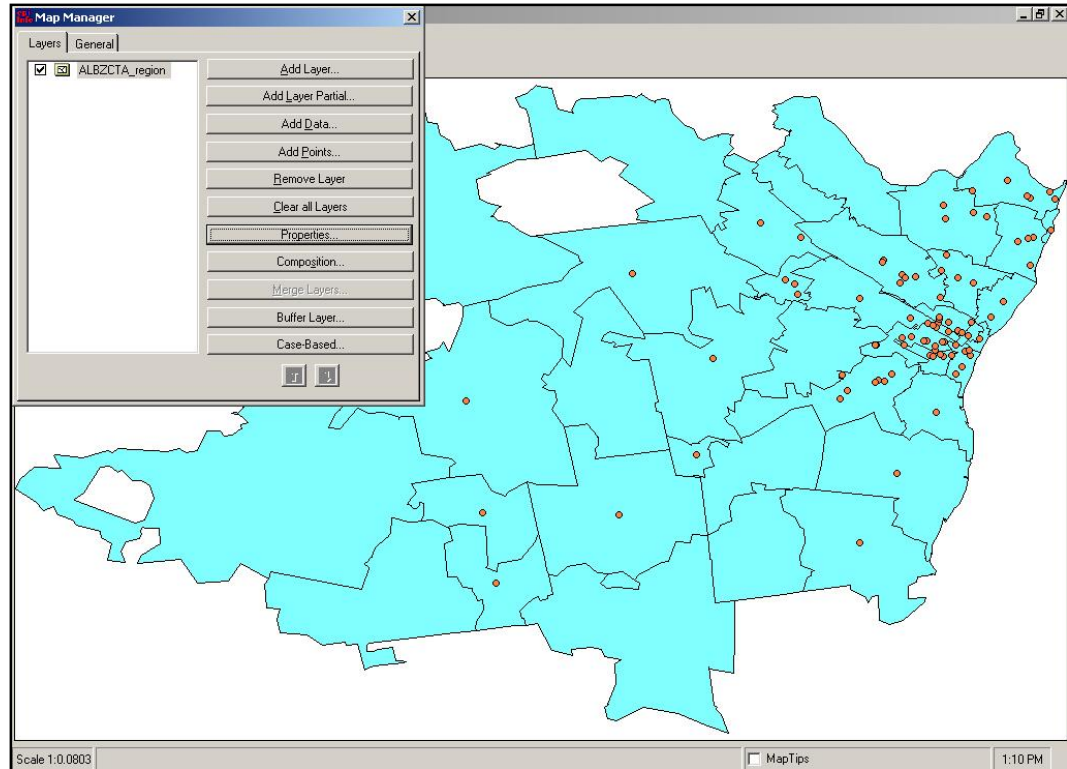 Map Manager
Layers General
ALBZCTA_region
Add Layer...
Add Layer Partial...
Add Data...
Add Points...
Remove Layer
Clear all Layers
Properties...
Composition...
Merge Layers...
Buffer Layer...
Case-Based...
Scale 1:0.0803
MapTips
1:10 PM